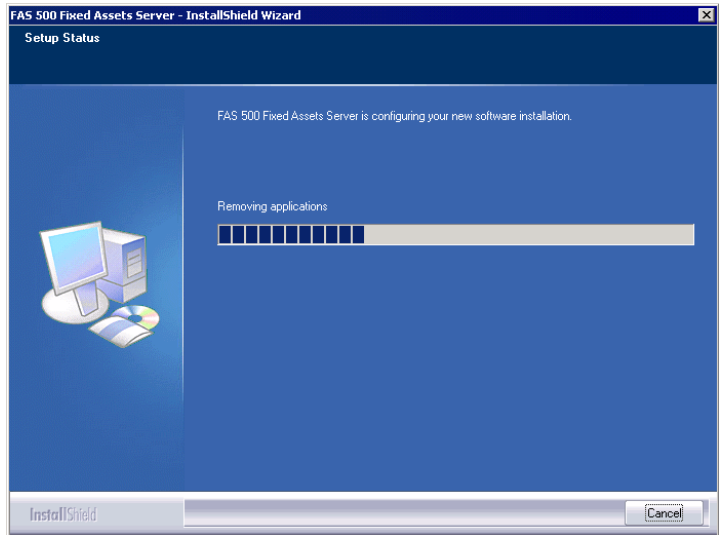 FAS 500 Fixed Assets Server - InstallShield Wizard
Setup Status
FAS 500 Fixed Assets Server is configuring your new software installation.
Removing applications
InstallShield
Cancel